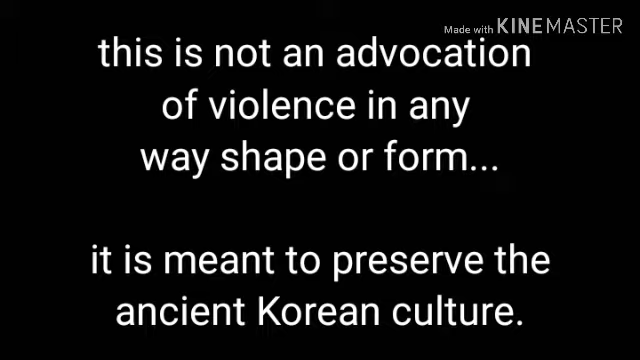 Made with KINEMASTER
this is not an advocation
of violence in any
way shape or form...
it is meant to preserve the
ancient Korean culture.